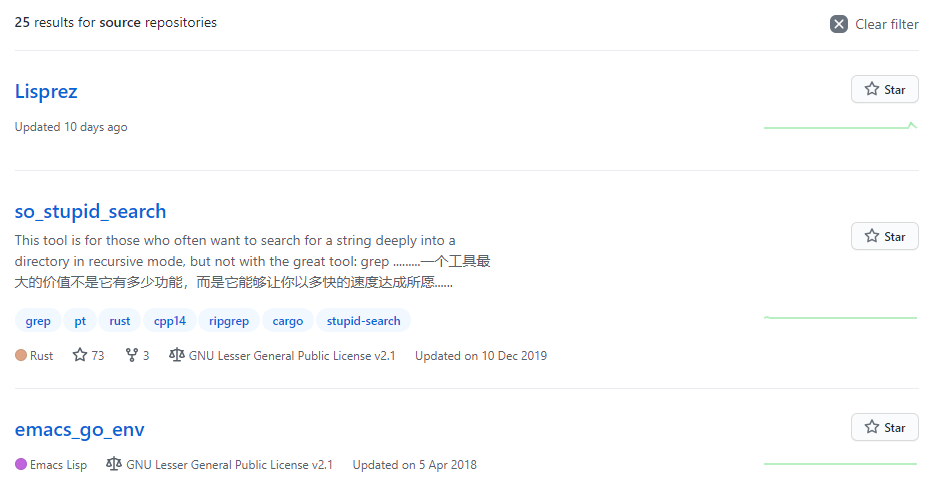 25 results for source repositories
Clear filter
Lisprez
Star
Updated 10 days ago
so_stupid_search
Star
This tool is for those who often want to search for a string deeply into a
directory in recursive mode, but not with the great tool: grep .........一个工具最
大的价值不是它有多少功能，而是它能够让你以多快的速度达成所愿......
grep pt rust cpp14 ripgrep cargo stupid-search
Rust 73 3 GNU Lesser General Public License v2.1 Updated on 10 Dec 2019
emacs_go_env
Star
Emacs Lisp GNU Lesser General Public License v2.1 Updated on 5 Apr 2018